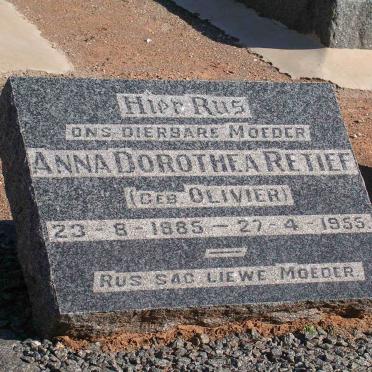 HIER RUS
ONS DIERBARE MOEDER
ANNA DOROTHEA RETIEF
(GEB OLIVIER)
23-8-1885 – 27-4 1955
RUS SAG LIEWE MOEDER